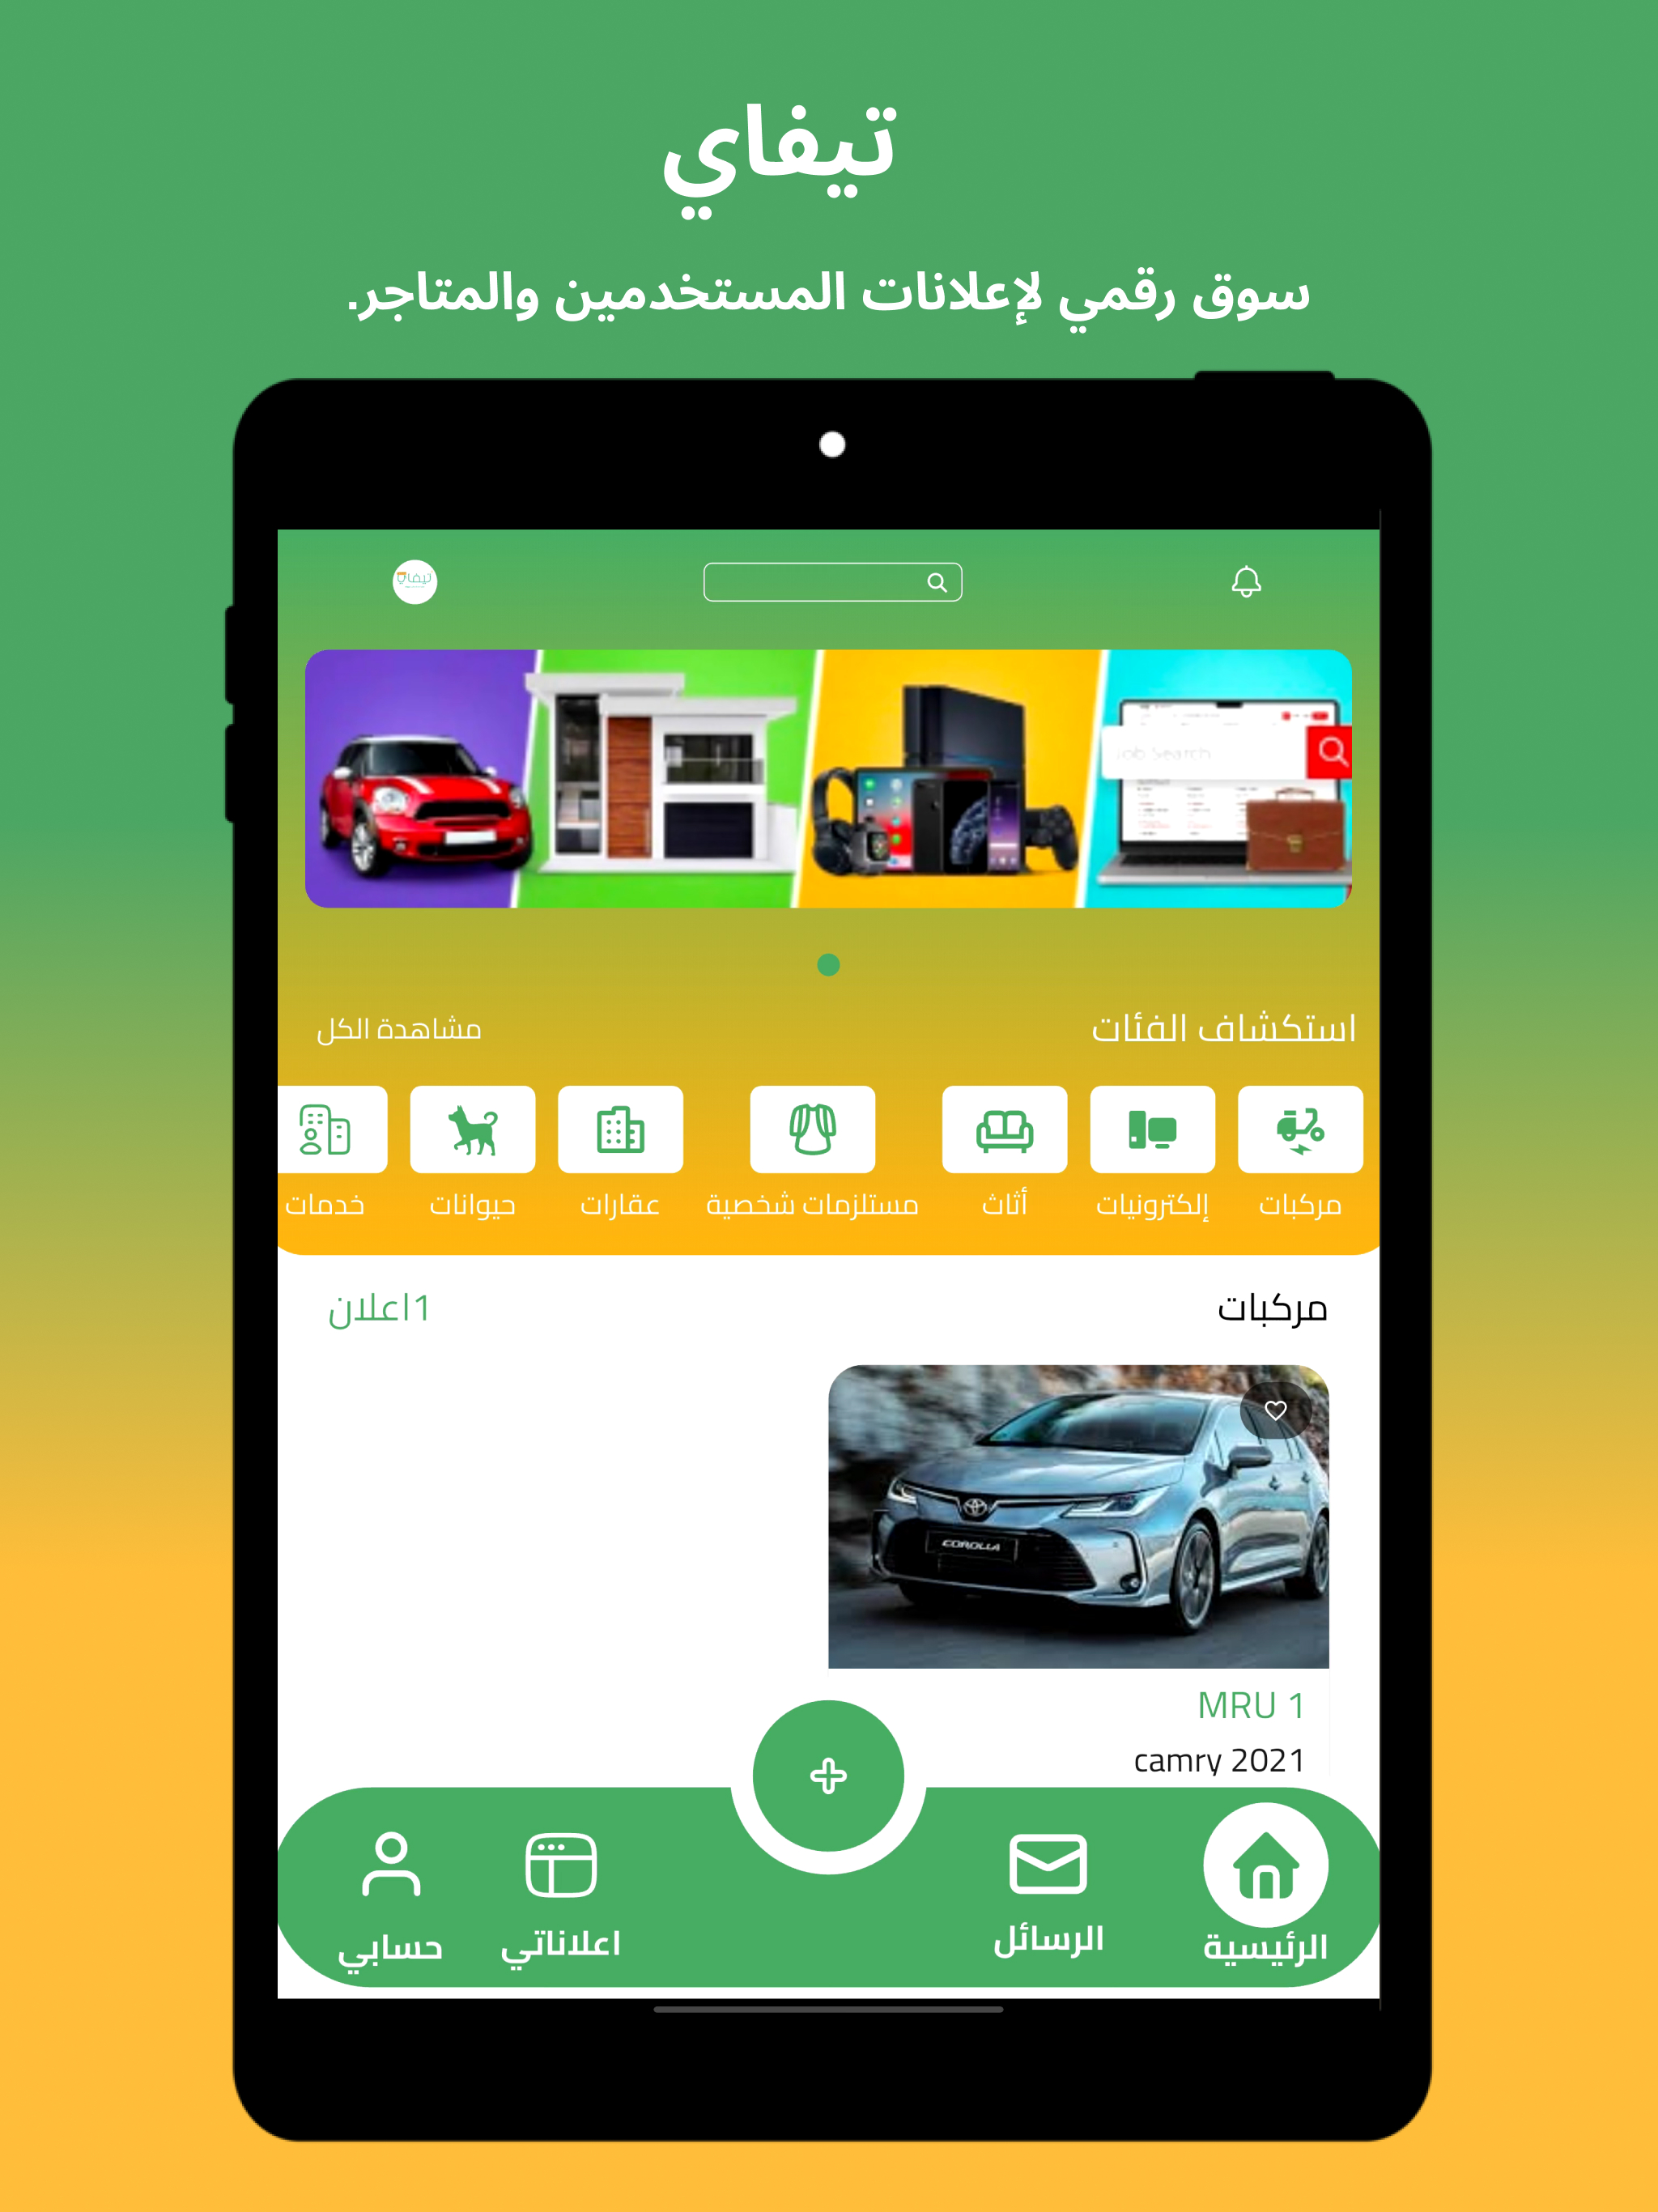 تيفاي
سوق رقمي لإعلانات المستخدمين والمتاجر.
تيفاي
Job Search
استكشاف الفئات
مشاهدة الكل
مركبات
إلكترونيات
أثاث
مستلزمات شخصية
عقارات
حيوانات
خدمات
مركبات
1اعلان
COROLLA
MRU 1
camry 2021
الرئيسية
الرسائل
اعلاناتي
حسابي